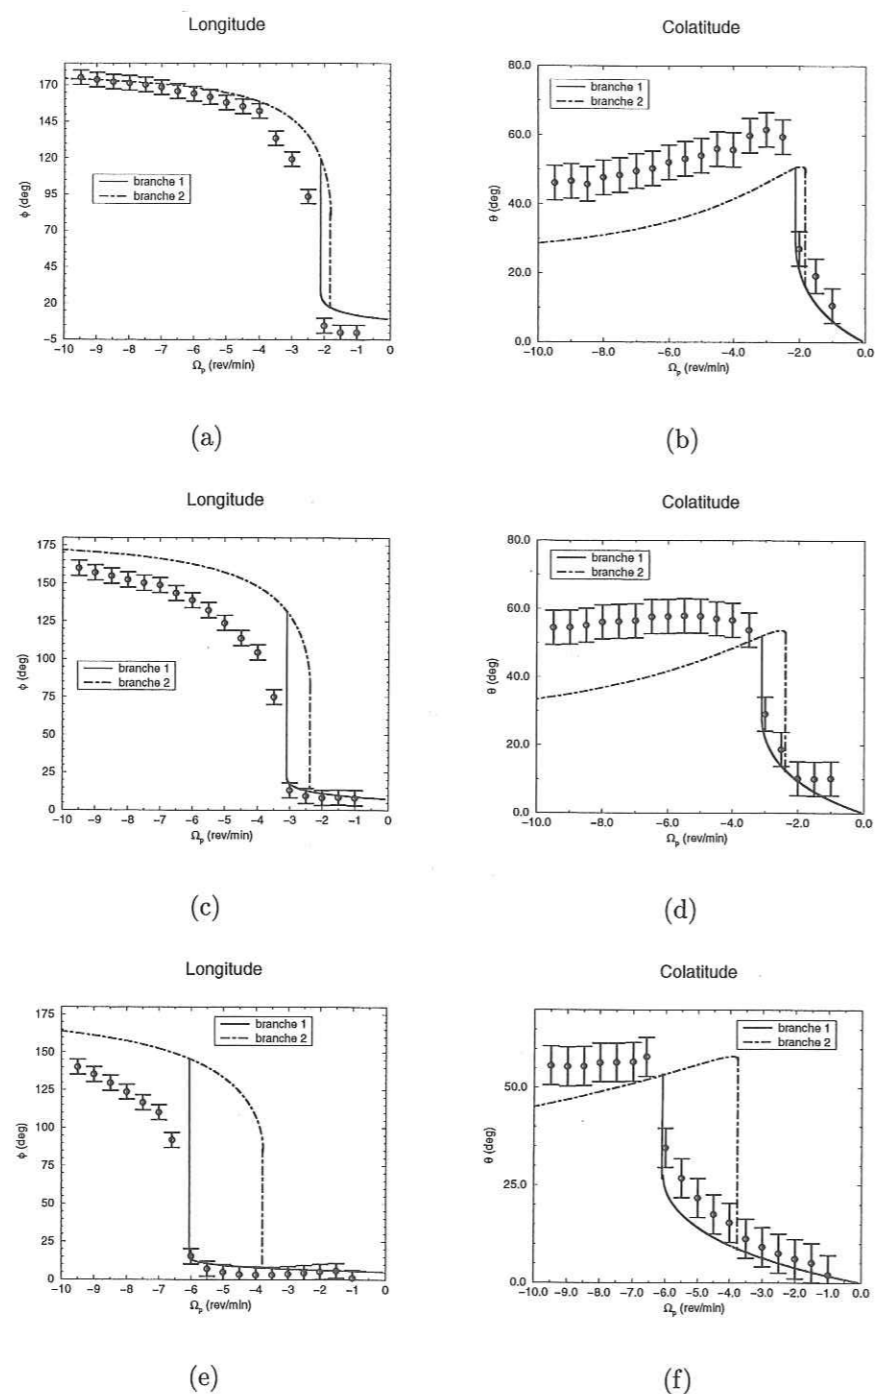 Longitude
170
145
120
95
70
45
20
−5
ϕ (deg)
branche 1
branche 2
−10 −9 −8 −7 −6 −5 −4 −3 −2 −1 0
Ωp (rev/min)
(a)
Colatitude
80.0
60.0
40.0
20.0
0.0
θ (deg)
branche 1
branche 2
−10.0 −8.0 −6.0 −4.0 −2.0 0.0
Ωp (rev/min)
(b)
Longitude
175
150
125
100
75
50
25
0
ϕ (deg)
branche 1
branche 2
−10 −9 −8 −7 −6 −5 −4 −3 −2 −1 0
Ωp (rev/min)
(c)
Colatitude
80.0
60.0
40.0
20.0
0.0
θ (deg)
branche 1
branche 2
−10.0 −8.0 −6.0 −4.0 −2.0 0.0
Ωp (rev/min)
(d)
Longitude
175
150
125
100
75
50
25
0
ϕ (deg)
branche 1
branche 2
−10 −9 −8 −7 −6 −5 −4 −3 −2 −1 0
Ωp (rev/min)
(e)
Colatitude
50.0
25.0
0.0
θ (deg)
branche 1
branche 2
−10.0 −9.0 −8.0 −7.0 −6.0 −5.0 −4.0 −3.0 −2.0 −1.0 0.0
Ωp (rev/min)
(f)